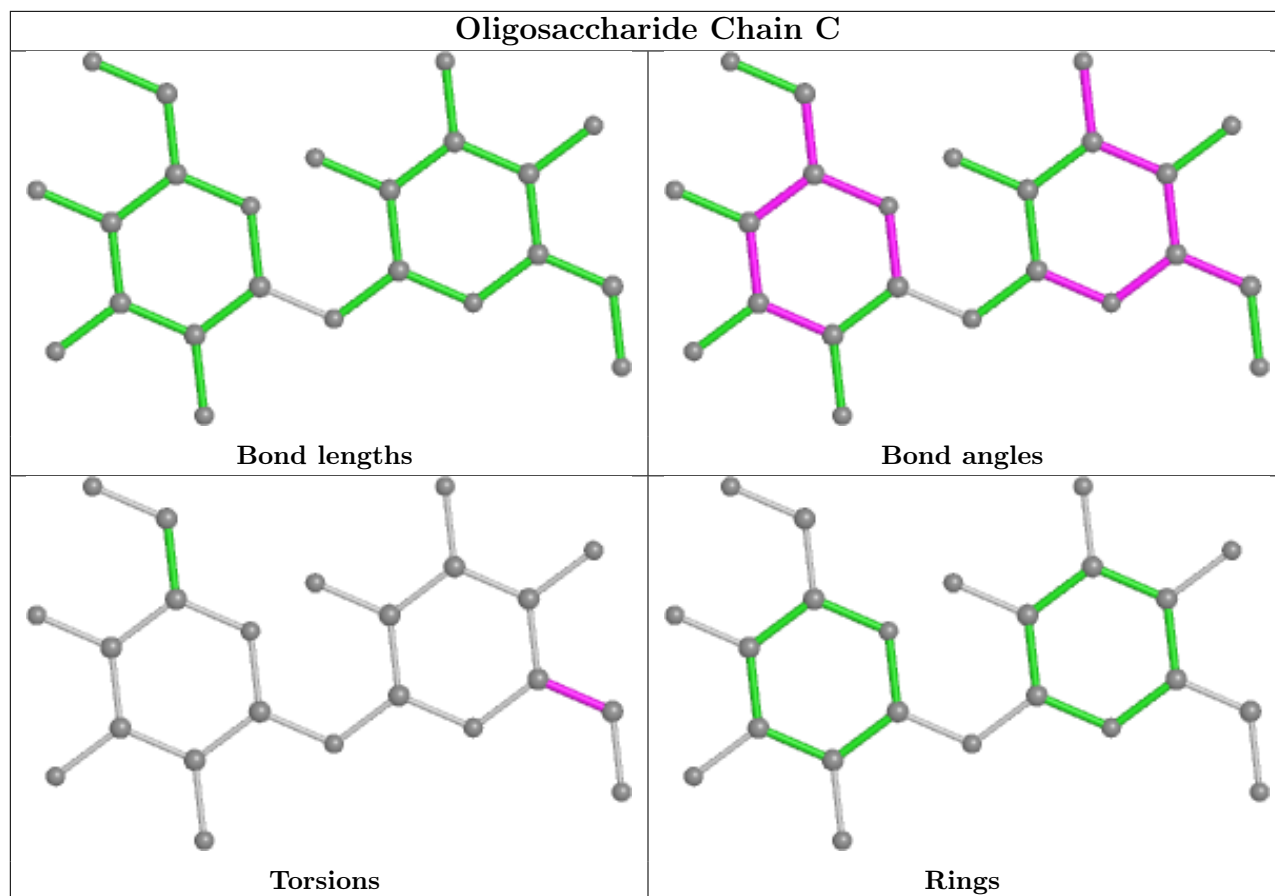 Oligosaccharide Chain C
Bond lengths
Bond angles
Torsions
Rings